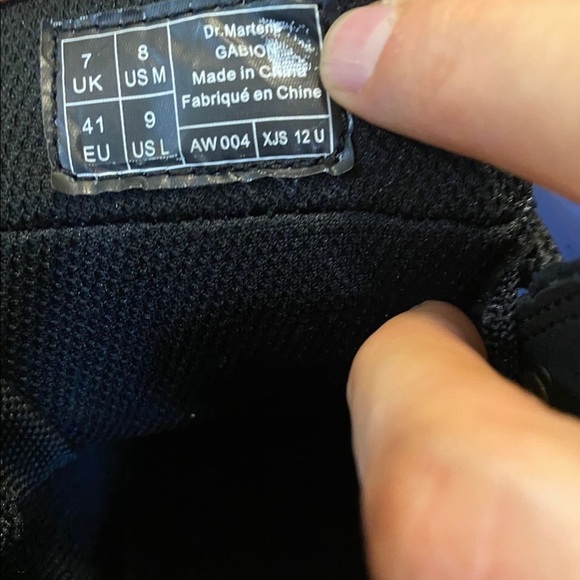 7 UK
8 US M
41 EU
9 US L
Dr.Martens
GABION
Made in China
Fabriqué en Chine
AW 004
XJS 12 U